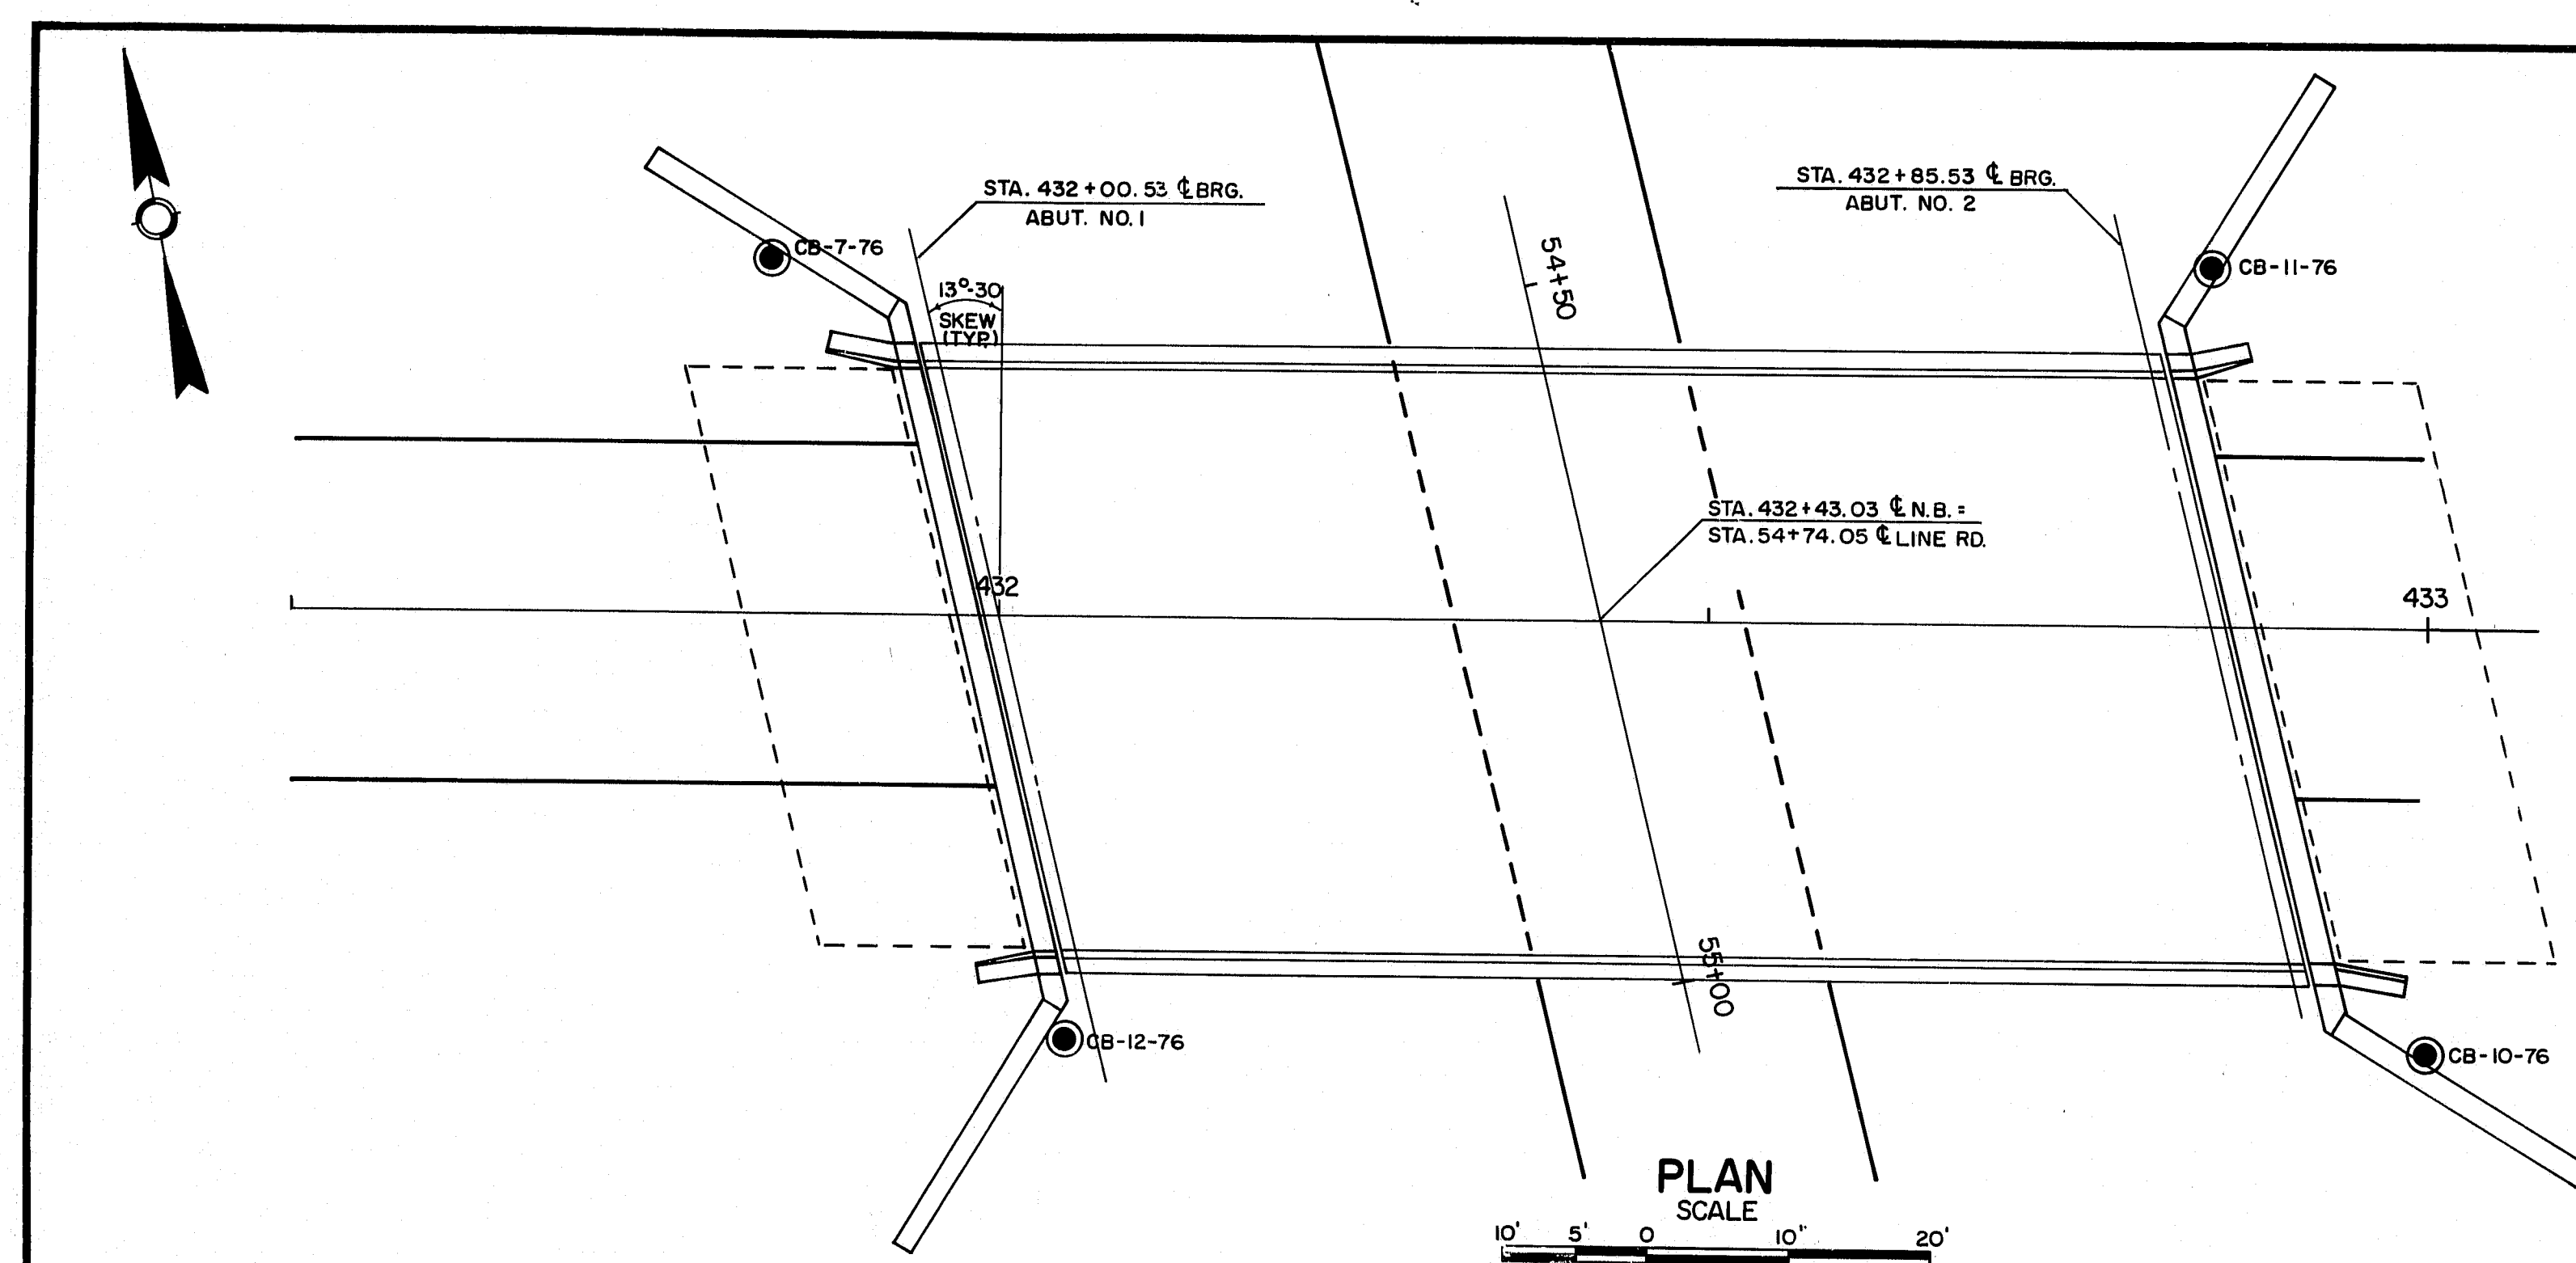 STA. 432+00.53 ℄ BRG.
ABUT. NO. 1
STA. 432+85.53 ℄ BRG.
ABUT. NO. 2
CB-7-76
CB-11-76
13°-30
SKEW
(TYP.)
54+50
STA. 432+43.03 ℄ N.B. =
STA. 54+74.05 ℄ LINE RD.
432
433
55+00
CB-12-76
CB-10-76
PLAN
SCALE
10' 5' 0 10" 20'